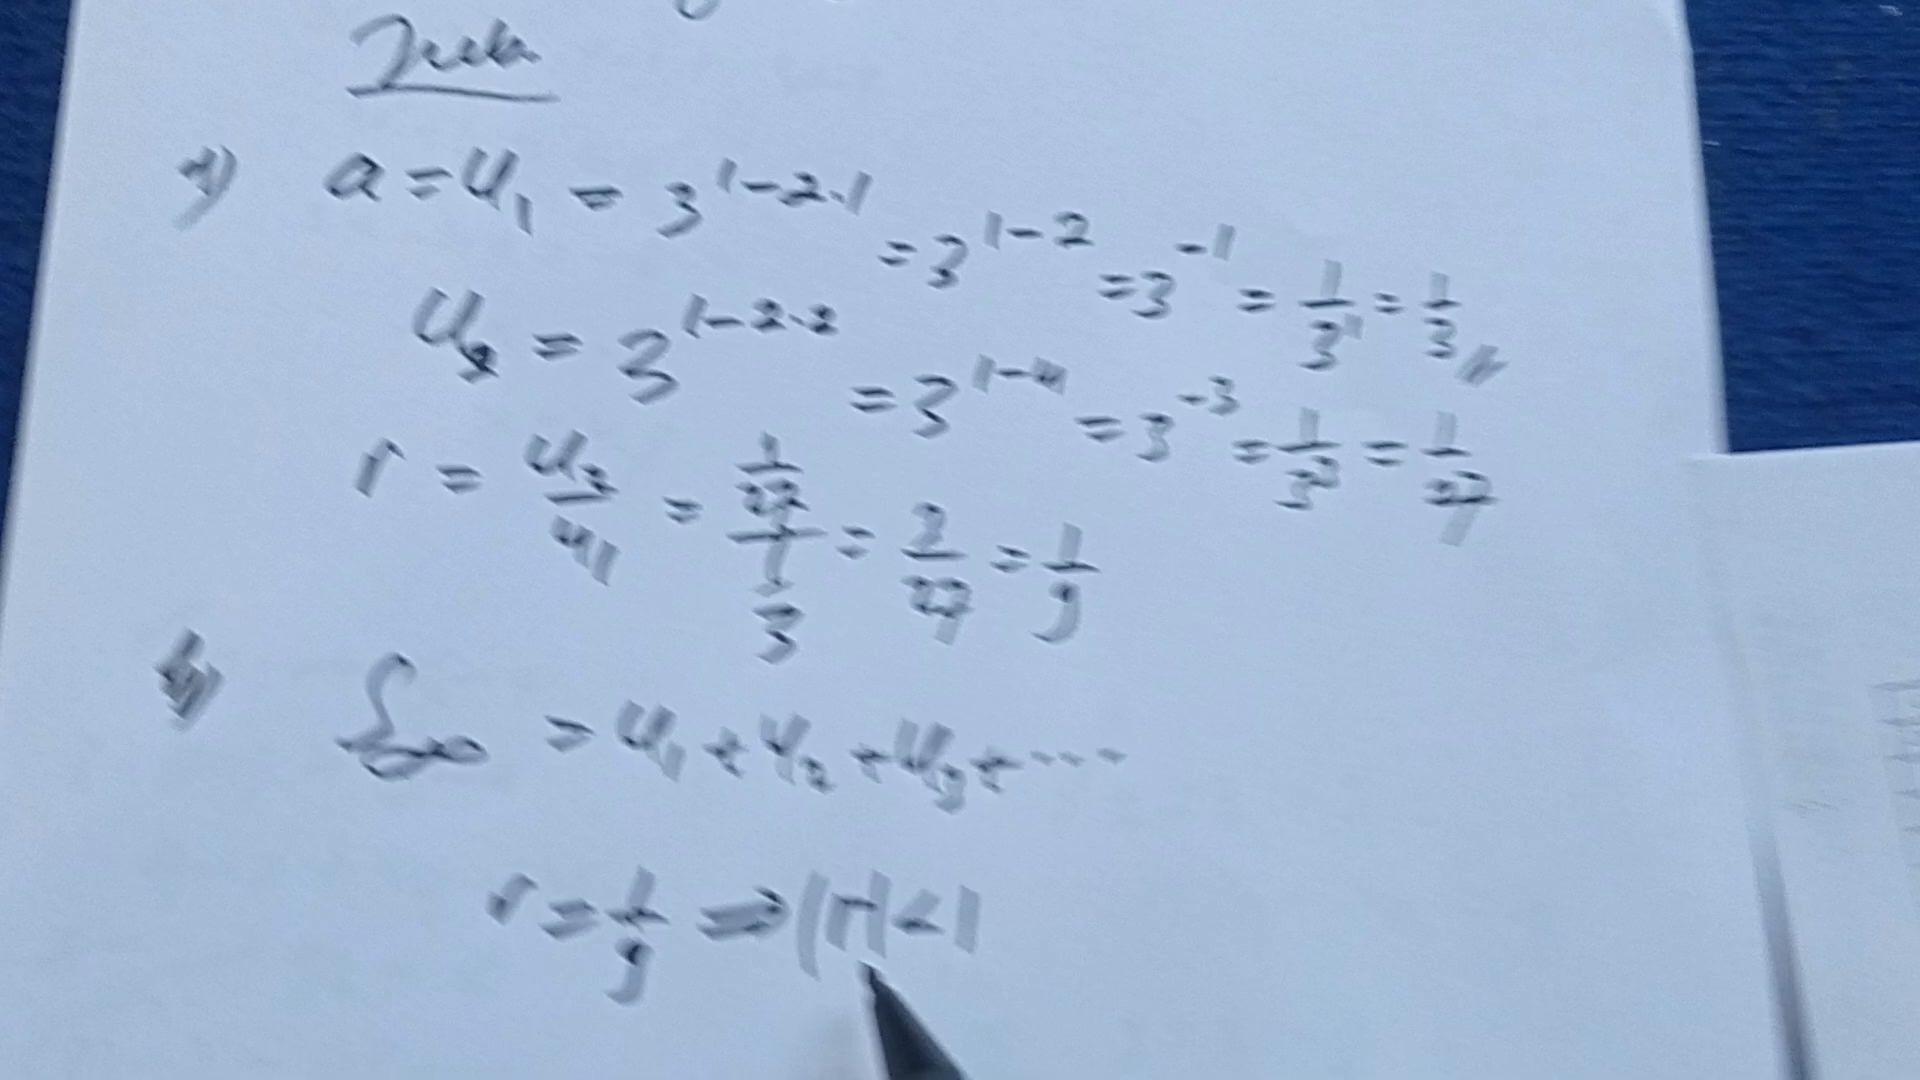 a) a = U₁ = 3^(1-2·1) = 3^(1-2) = 3^(-1) = 1/3¹ = 1/3
U₂ = 3^(1-2·2) = 3^(1-4) = 3^(-3) = 1/3³ = 1/27
r = U₂/U₁ = (1/27)/(1/3) = 3/27 = 1/9
b) S∞ = U₁ + U₂ + U₃ + ...
r = 1/9 ⇒ |r| < 1